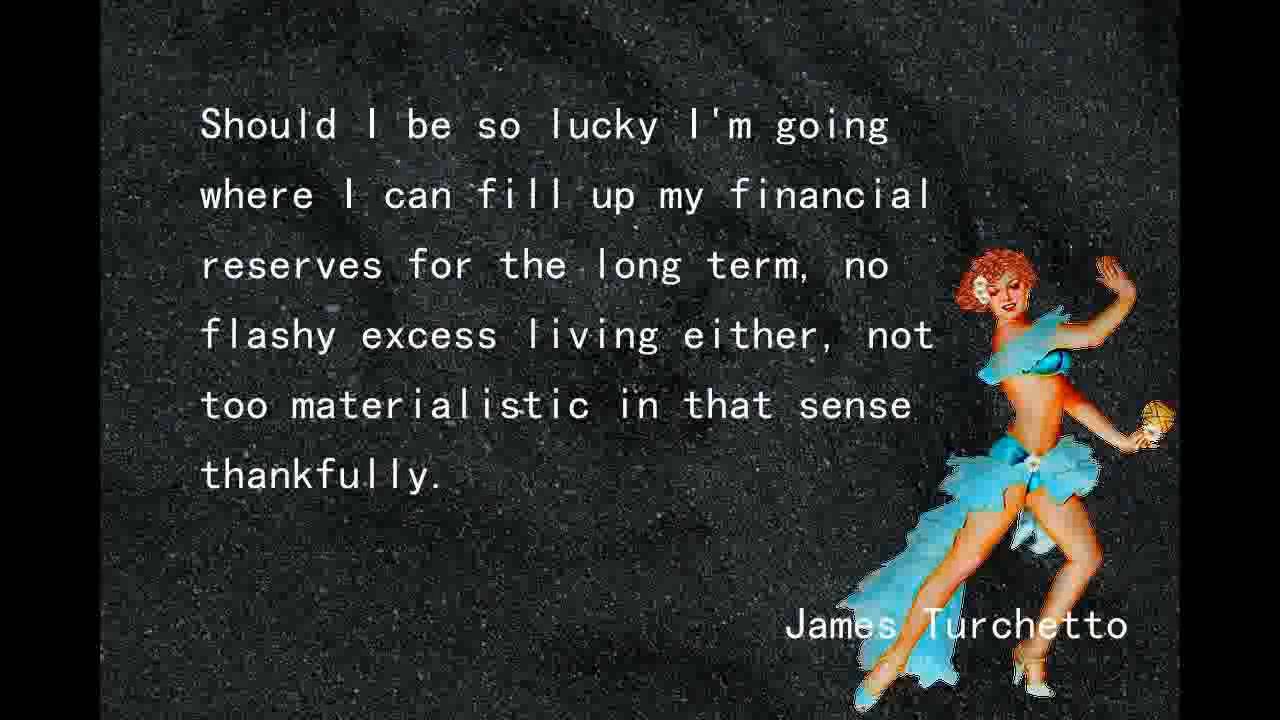 Should I be so lucky I'm going
where I can fill up my financial
reserves for the long term, no
flashy excess living either, not
too materialistic in that sense
thankfully.
James Turchetto